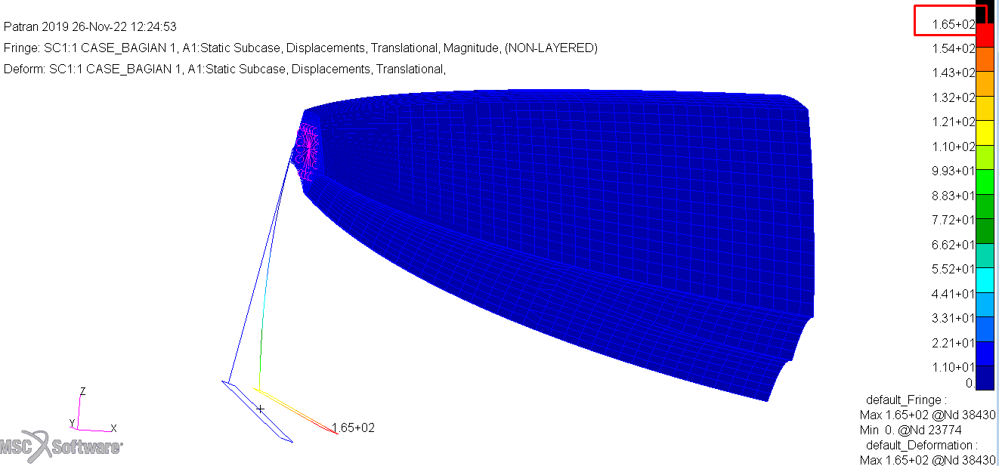 Patran 2019 26-Nov-22 12:24:53
Fringe: SC1:1 CASE_BAGIAN 1, A1:Static Subcase, Displacements, Translational, Magnitude, (NON-LAYERED)
Deform: SC1:1 CASE_BAGIAN 1, A1:Static Subcase, Displacements, Translational,
1.65+02
1.54+02
1.43+02
1.32+02
1.21+02
1.10+02
9.93+01
8.83+01
7.72+01
6.62+01
5.52+01
4.41+01
3.31+01
2.21+01
1.10+01
0.
1.65+02
Z
Y
X
MSC Software
default_Fringe :
Max 1.65+02 @Nd 38430
Min 0. @Nd 23774
default_Deformation :
Max 1.65+02 @Nd 38430